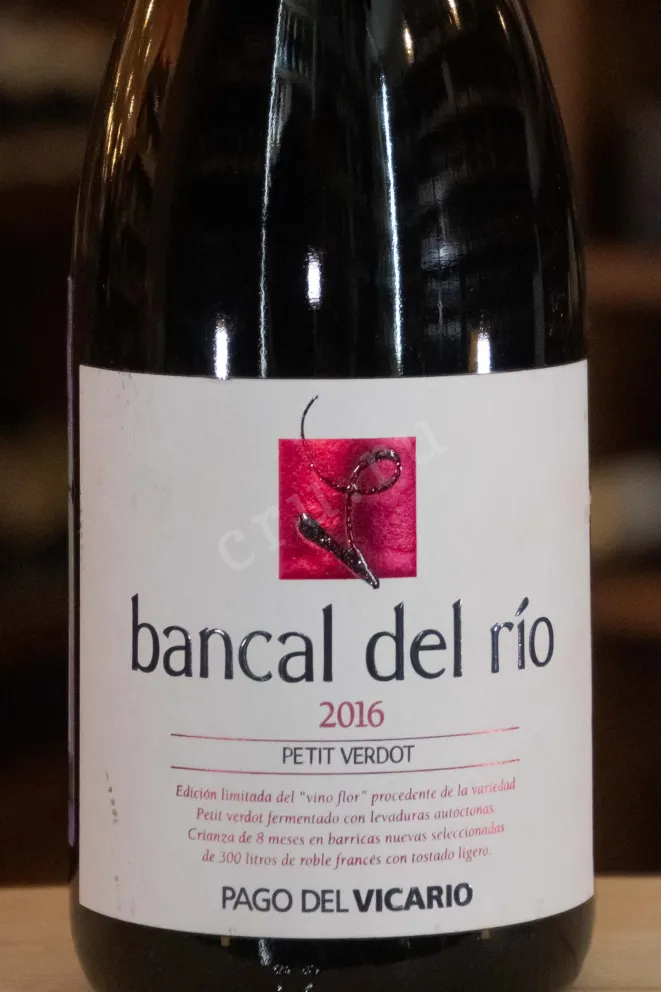 bancal del río
2016
PETIT VERDOT
Edición limitada del "vino flor" procedente de la variedad
Petit verdot fermentado con levaduras autóctonas.
Crianza de 8 meses en barricas nuevas seleccionadas
de 300 litros de roble francés con tostado ligero.
PAGO DEL VICARIO